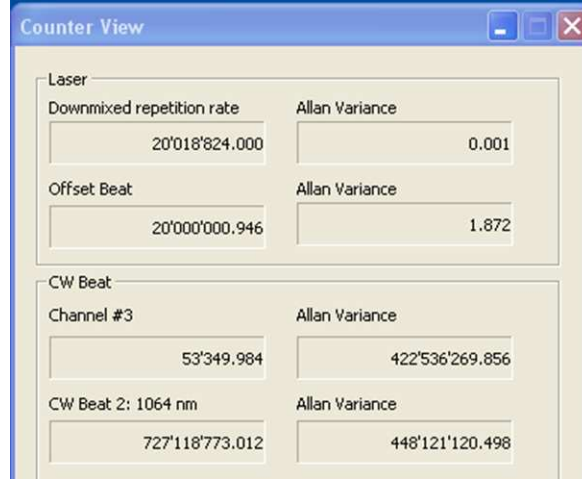 Counter View
Laser
Downmixed repetition rate Allan Variance
20'018'824.000 0.001
Offset Beat Allan Variance
20'000'000.946 1.872
CW Beat
Channel #3 Allan Variance
53'349.984 422'536'269.856
CW Beat 2: 1064 nm Allan Variance
727'118'773.012 448'121'120.498